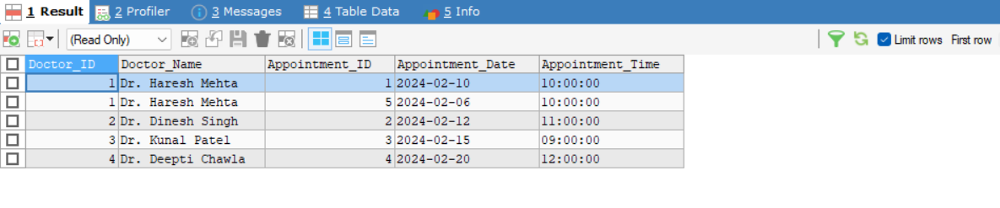 1 Result 2 Profiler 3 Messages 4 Table Data 5 Info
(Read Only) Limit rows First row
Doctor_ID Doctor_Name Appointment_ID Appointment_Date Appointment_Time
1 Dr. Haresh Mehta 1 2024-02-10 10:00:00
1 Dr. Haresh Mehta 5 2024-02-06 10:00:00
2 Dr. Dinesh Singh 2 2024-02-12 11:00:00
3 Dr. Kunal Patel 3 2024-02-15 09:00:00
4 Dr. Deepti Chawla 4 2024-02-20 12:00:00